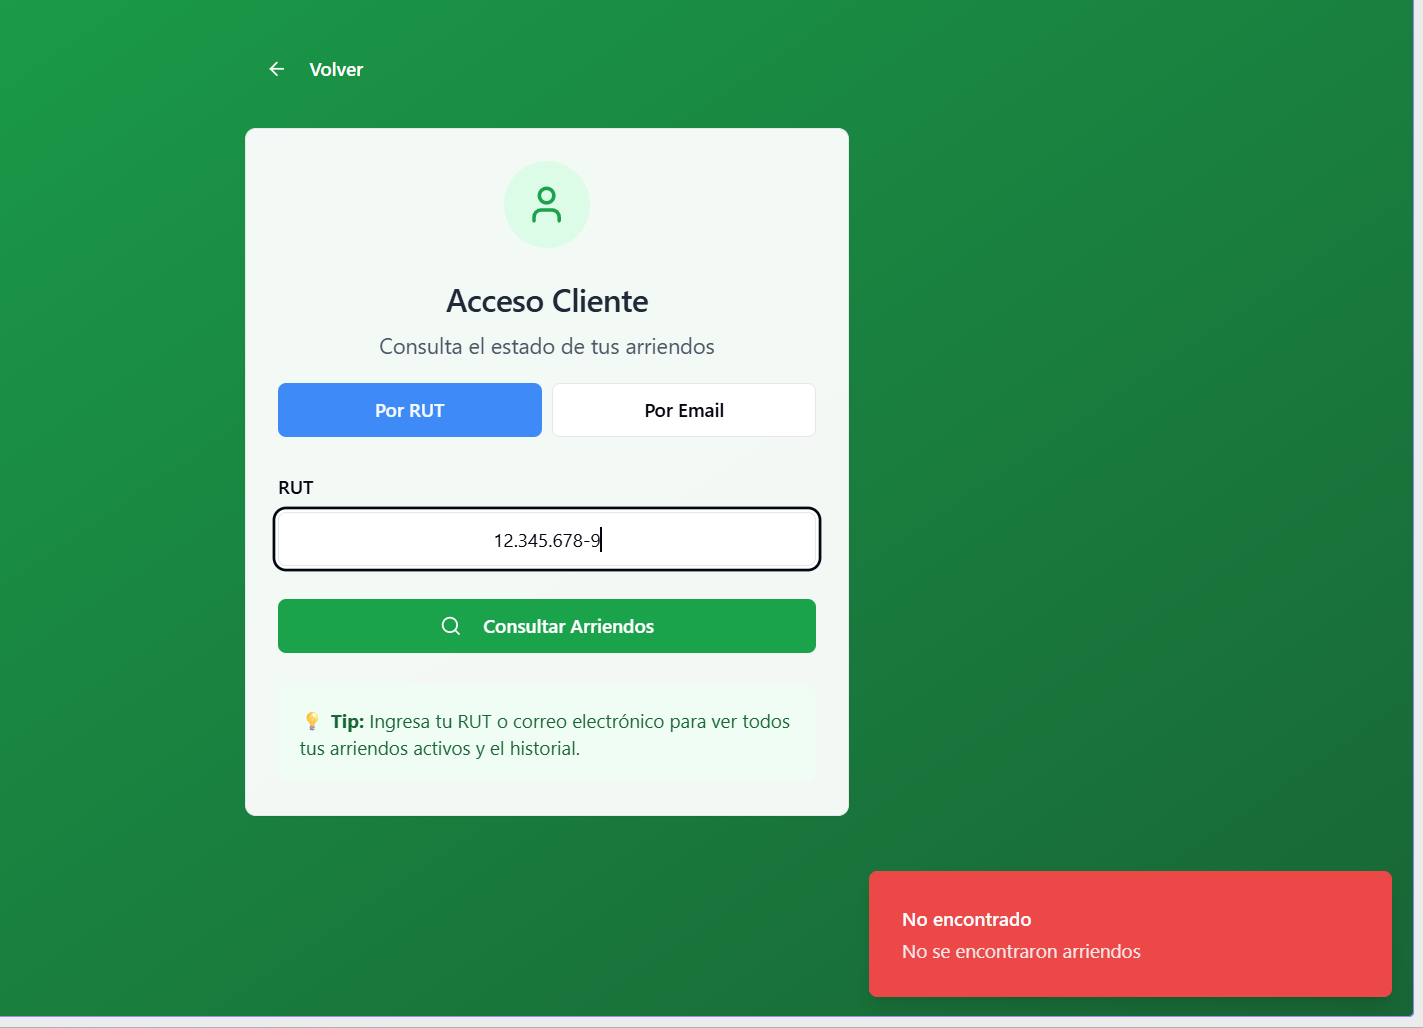 Volver
Acceso Cliente
Consulta el estado de tus arriendos
Por RUT
Por Email
RUT
12.345.678-9
Consultar Arriendos
💡 Tip: Ingresa tu RUT o correo electrónico para ver todos
tus arriendos activos y el historial.
No encontrado
No se encontraron arriendos